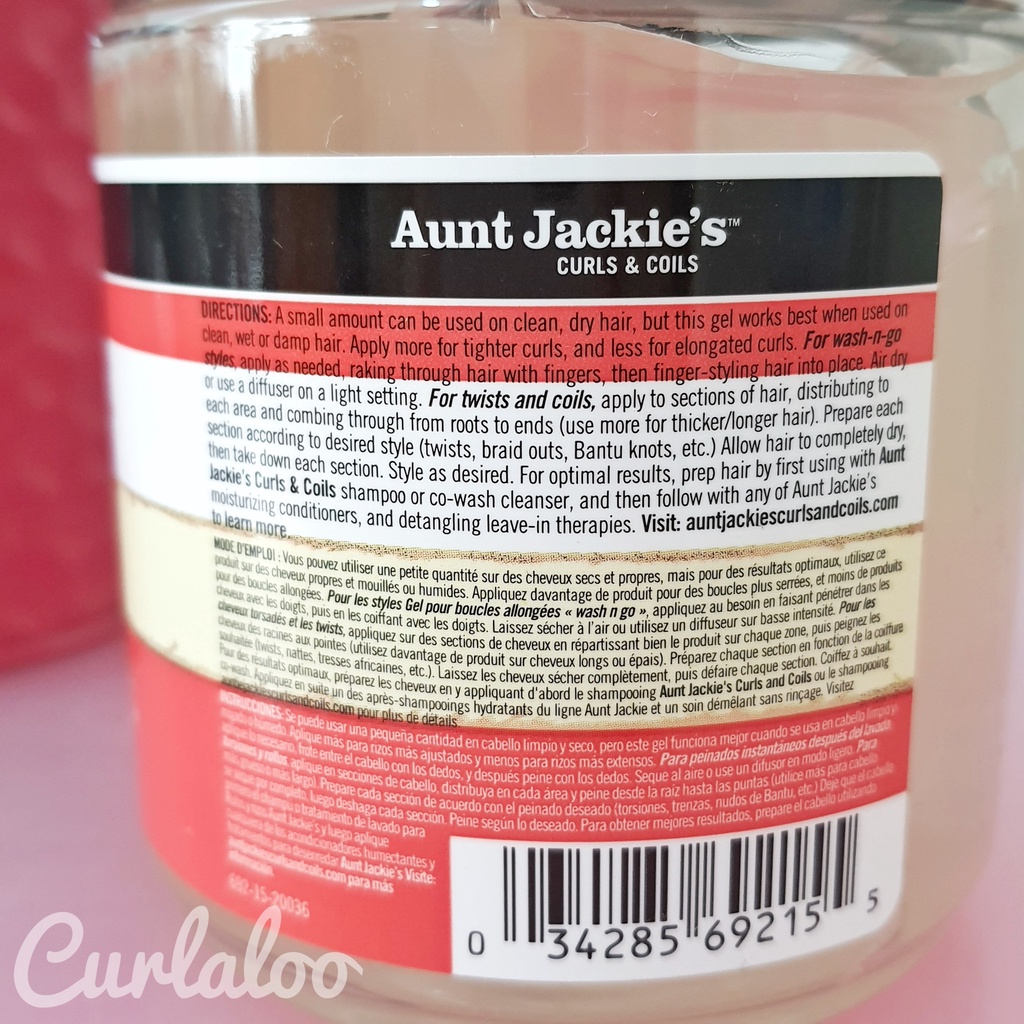 Aunt Jackie's™
CURLS & COILS
DIRECTIONS: A small amount can be used on clean, dry hair, but this gel works best when used on
clean, wet or damp hair. Apply more for tighter curls, and less for elongated curls. For wash-n-go
styles, apply as needed, raking through hair with fingers, then finger-styling hair into place. Air dry
or use a diffuser on a light setting. For twists and coils, apply to sections of hair, distributing to
each area and combing through from roots to ends (use more for thicker/longer hair). Prepare each
section according to desired style (twists, braid outs, Bantu knots, etc.) Allow hair to completely dry,
then take down each section. Style as desired. For optimal results, prep hair by first using with Aunt
Jackie's Curls & Coils shampoo or co-wash cleanser, and then follow with any of Aunt Jackie's
moisturizing conditioners, and detangling leave-in therapies. Visit: auntjackiescurlsandcoils.com
to learn more.
MODE D'EMPLOI : Vous pouvez utiliser une petite quantité sur des cheveux secs et propres, mais pour des résultats optimaux, utilisez ce
produit sur des cheveux propres et mouillés ou humides. Appliquez davantage de produit pour des boucles plus serrées, et moins de produits
pour des boucles allongées. Pour les styles Gel pour boucles allongées « wash n go », appliquez au besoin en faisant pénétrer dans les
cheveux avec les doigts, puis en les coiffant avec les doigts. Laissez sécher à l'air ou utilisez un diffuseur sur basse intensité. Pour les
cheveux torsadés et les twists, appliquez sur des sections de cheveux en répartissant bien le produit sur chaque zone, puis peignez les
cheveux des racines aux pointes (utilisez davantage de produit sur cheveux longs ou épais). Préparez chaque section en fonction de la coiffure
souhaitée (twists, nattes, tresses africaines, etc.). Laissez les cheveux sécher complètement, puis défaire chaque section. Coiffez à souhait.
Pour des résultats optimaux, préparez les cheveux en y appliquant d'abord le shampooing Aunt Jackie's Curls and Coils ou le shampooing
co-wash. Appliquez en suite un des après-shampooings hydratants du ligne Aunt Jackie et un soin démêlant sans rinçage. Visitez
auntjackiescurlsandcoils.com pour plus de détails
INSTRUCCIONES: Se puede usar una pequeña cantidad en cabello limpio y seco, pero este gel funciona mejor cuando se usa en cabello limpio y
mojado o húmedo. Aplique más para rizos más ajustados y menos para rizos más extensos. Para peinados instantáneos después del lavado,
aplique lo necesario, frote entre el cabello con los dedos, y después peine con los dedos. Seque al aire o use un difusor en modo ligero. Para
aplique en secciones de cabello, distribuya en cada área y peine desde la raíz hasta las puntas (utilice más para cabello
más grueso o más largo). Prepare cada sección de acuerdo con el peinado deseado (torsiones, trenzas, nudos de Bantu, etc.) Deje que el cabello
se seque por completo, luego deshaga cada sección. Peine según lo deseado. Para obtener mejores resultados, prepare el cabello utilizando
tratamiento de lavado para
Aunt Jackie's y luego aplique
acondicionadores humectantes y
para desenredar Aunt Jackie's Visite:
auntjackiescurlsandcoils.com para más
información.
682-15-20036
0 34285 69215 5
Curlaloo